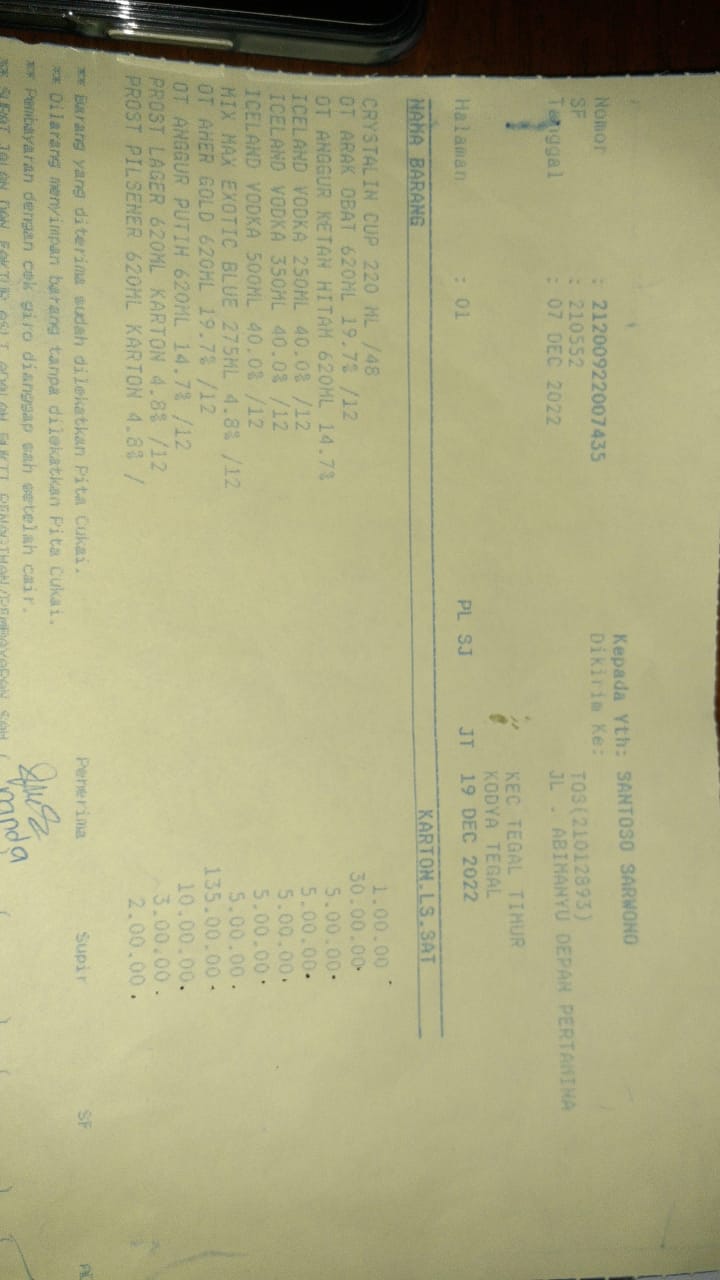 Kepada Yth: SANTOSO SARWONO
Nomor : 21200922007435 Dikirim Ke:
SF : 210552 TOS(21012893)
Tanggal : 07 DEC 2022 JL . ABIMANYU DEPAN PERTAMINA
KEC TEGAL TIMUR
KODYA TEGAL
Halaman : 01 PL SJ JT 19 DEC 2022
NAMA BARANG KARTON.LS.SAT
CRYSTALIN CUP 220 ML /48 1.00.00
OT ARAK OBAT 620ML 19.7% /12 30.00.00
OT ANGGUR KETAN HITAM 620ML 14.7% 5.00.00
ICELAND VODKA 250ML 40.0% /12 5.00.00
ICELAND VODKA 350ML 40.0% /12 5.00.00
ICELAND VODKA 500ML 40.0% /12 5.00.00
MIX MAX EXOTIC BLUE 275ML 4.8% /12 5.00.00
OT AMER GOLD 620ML 19.7% /12 135.00.00
OT ANGGUR PUTIH 620ML 14.7% /12 10.00.00
PROST LAGER 620ML KARTON 4.8% /12 3.00.00
PROST PILSENER 620ML KARTON 4.8% / 2.00.00
** Barang yang diterima sudah dilekatkan Pita Cukai. Penerima Supir SF
** Dilarang menyimpan barang tanpa dilekatkan Pita Cukai.
** Pembayaran dengan cek giro dianggap sah setelah cair.
** SURAT JALAN DAN FAKTUR ASLI ADALAH BUKTI